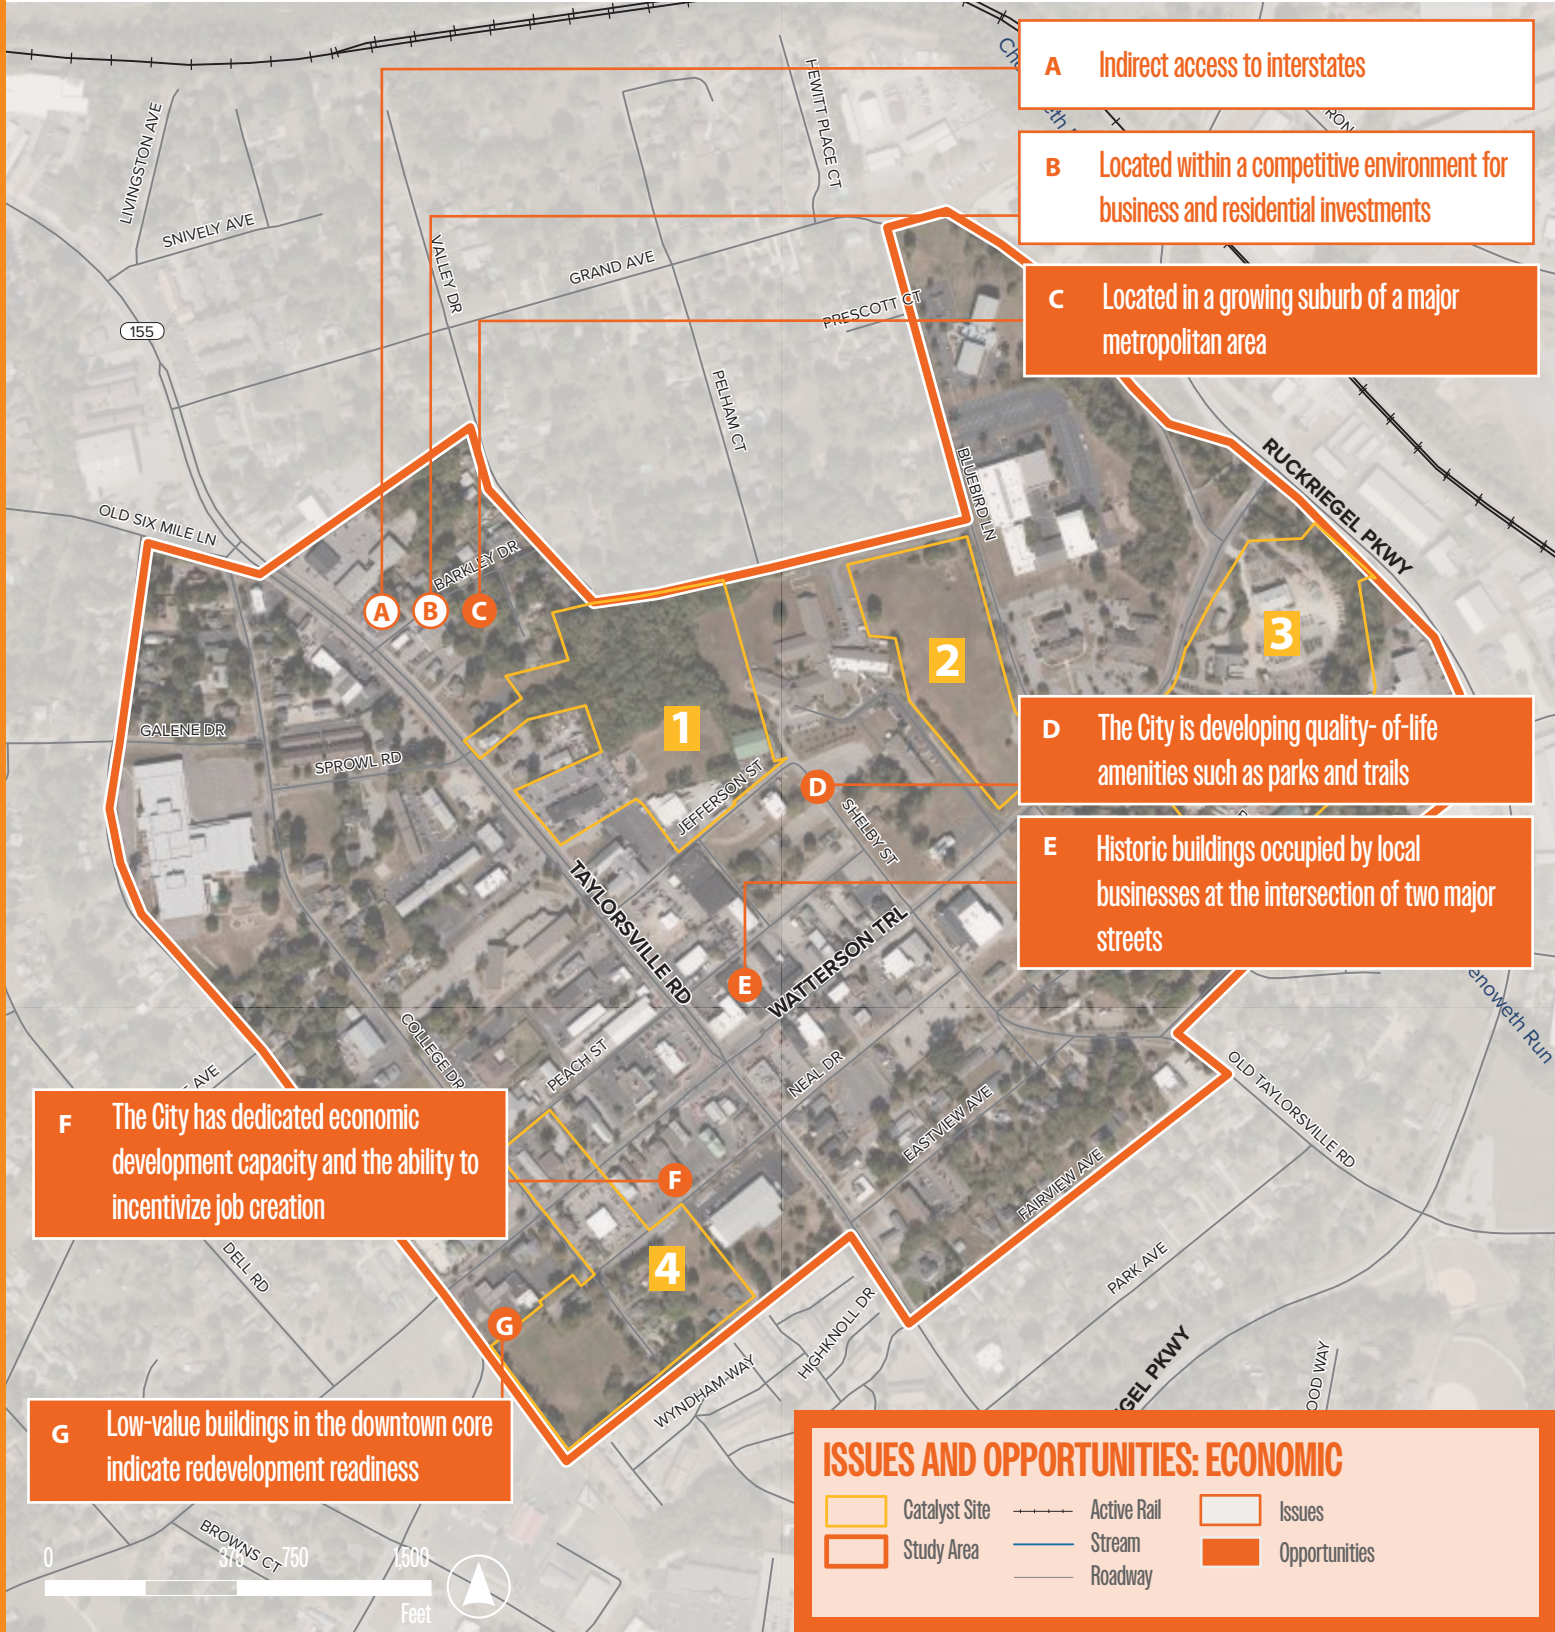 A Indirect access to interstates
B Located within a competitive environment for
business and residential investments
C Located in a growing suburb of a major
metropolitan area
D The City is developing quality- of-life
amenities such as parks and trails
E Historic buildings occupied by local
businesses at the intersection of two major
streets
F The City has dedicated economic
development capacity and the ability to
incentivize job creation
G Low-value buildings in the downtown core
indicate redevelopment readiness
LIVINGSTON AVE
SNIVELY AVE
HEWITT PLACE CT
VALLEY DR
GRAND AVE
PRESCOTT CT
155
PELHAM CT
BLUEBIRD LN
RUCKRIEGEL PKWY
OLD SIX MILE LN
BARKLEY DR
A
B
C
1
2
3
GALENE DR
SPROWL RD
JEFFERSON ST
D
SHELBY ST
TAYLORSVILLE RD
WATTERSON TRL
E
COLLEGE DR
PEACH ST
NEAL DR
EASTVIEW AVE
OLD TAYLORSVILLE RD
enoweth Run
AVE
FAIRVIEW AVE
F
4
G
DELL RD
PARK AVE
HIGHKNOLL DR
WYNDHAM WAY
GEL PKWY
OOD WAY
BROWNS CT
0 375 750 1,500
Feet
ISSUES AND OPPORTUNITIES: ECONOMIC
Catalyst Site
Study Area
Active Rail
Stream
Roadway
Issues
Opportunities